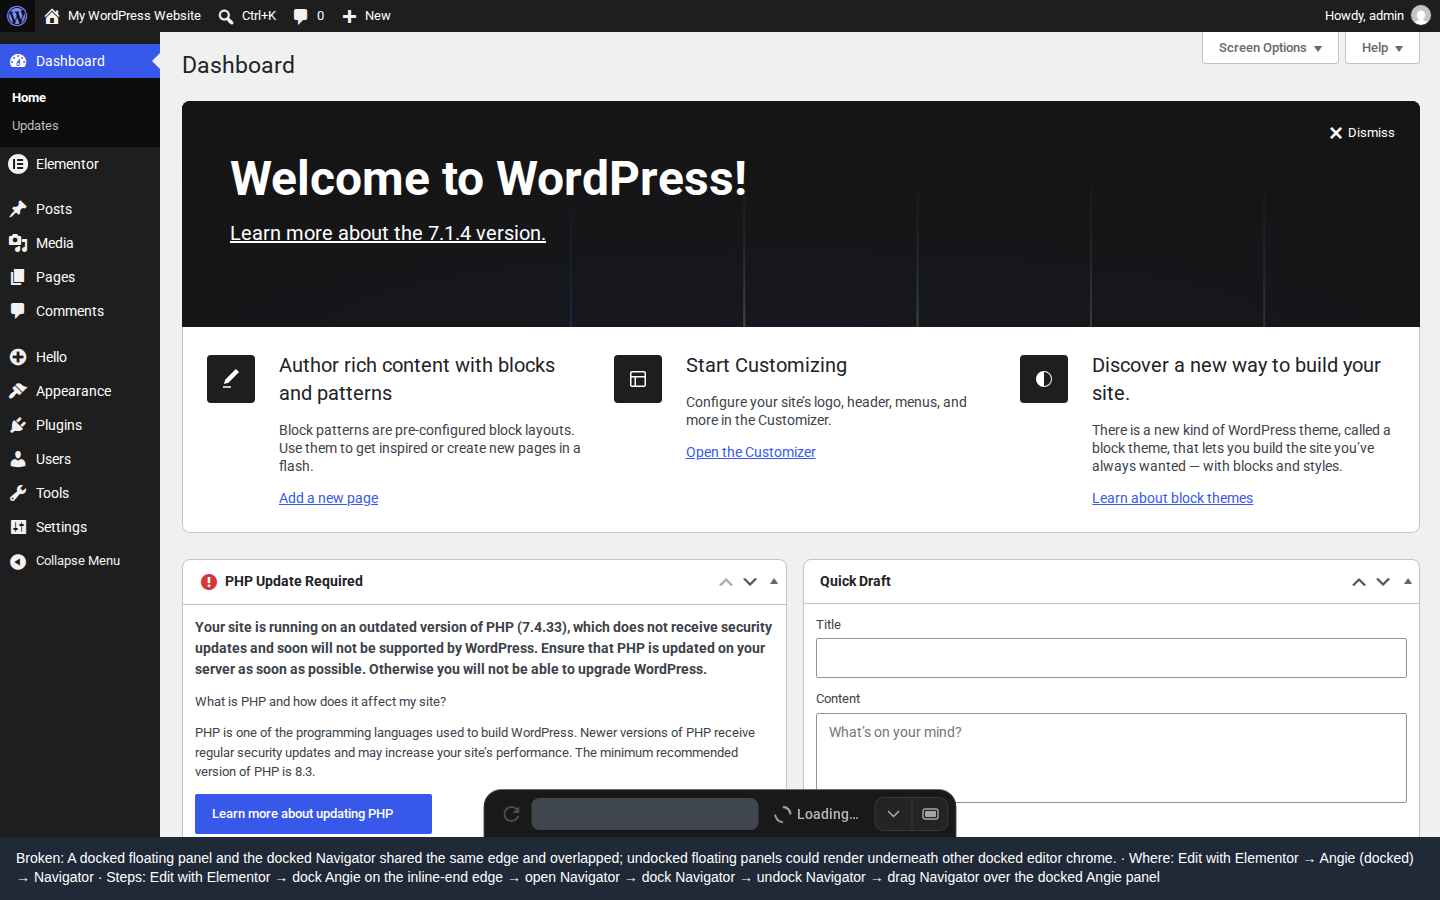 My WordPress Website Ctrl+K 0 New Howdy, admin
Screen Options Help
Dashboard
Home
Updates
Elementor
Posts
Media
Pages
Comments
Hello
Appearance
Plugins
Users
Tools
Settings
Collapse Menu
Dashboard
Dismiss
Welcome to WordPress!
Learn more about the 7.1.4 version.
Author rich content with blocks
and patterns
Block patterns are pre-configured block layouts.
Use them to get inspired or create new pages in a
flash.
Add a new page
Start Customizing
Configure your site’s logo, header, menus, and
more in the Customizer.
Open the Customizer
Discover a new way to build your
site.
There is a new kind of WordPress theme, called a
block theme, that lets you build the site you’ve
always wanted — with blocks and styles.
Learn about block themes
PHP Update Required
Your site is running on an outdated version of PHP (7.4.33), which does not receive security
updates and soon will not be supported by WordPress. Ensure that PHP is updated on your
server as soon as possible. Otherwise you will not be able to upgrade WordPress.
What is PHP and how does it affect my site?
PHP is one of the programming languages used to build WordPress. Newer versions of PHP receive
regular security updates and may increase your site’s performance. The minimum recommended
version of PHP is 8.3.
Learn more about updating PHP
Quick Draft
Title
Content
What’s on your mind?
Loading...
Broken: A docked floating panel and the docked Navigator shared the same edge and overlapped; undocked floating panels could render underneath other docked editor chrome. · Where: Edit with Elementor → Angie (docked)
→ Navigator · Steps: Edit with Elementor → dock Angie on the inline-end edge → open Navigator → dock Navigator → undock Navigator → drag Navigator over the docked Angie panel